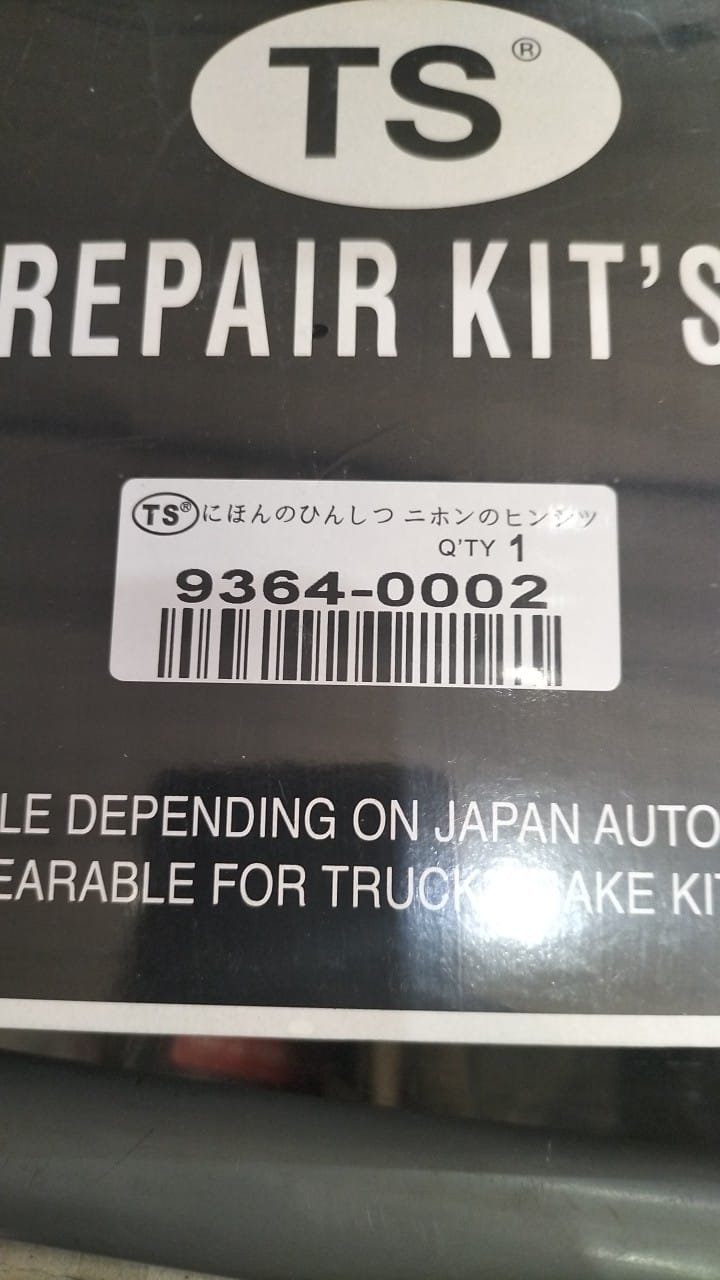 TS®
REPAIR KIT'S
TS® にほんのひんしつ ニホンのヒンシツ
Q'TY 1
9364-0002
LE DEPENDING ON JAPAN AUTO
EARABLE FOR TRUCK AKE KI